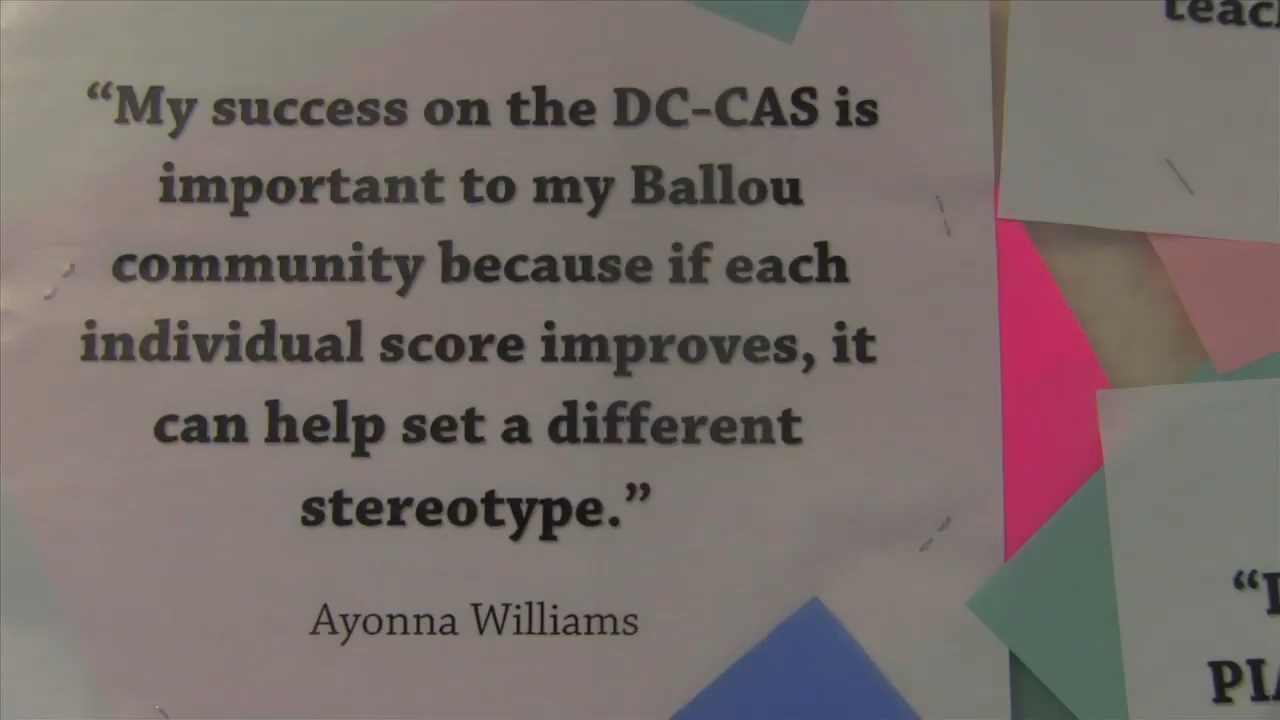 “My success on the DC-CAS is
important to my Ballou
community because if each
individual score improves, it
can help set a different
stereotype.”
Ayonna Williams